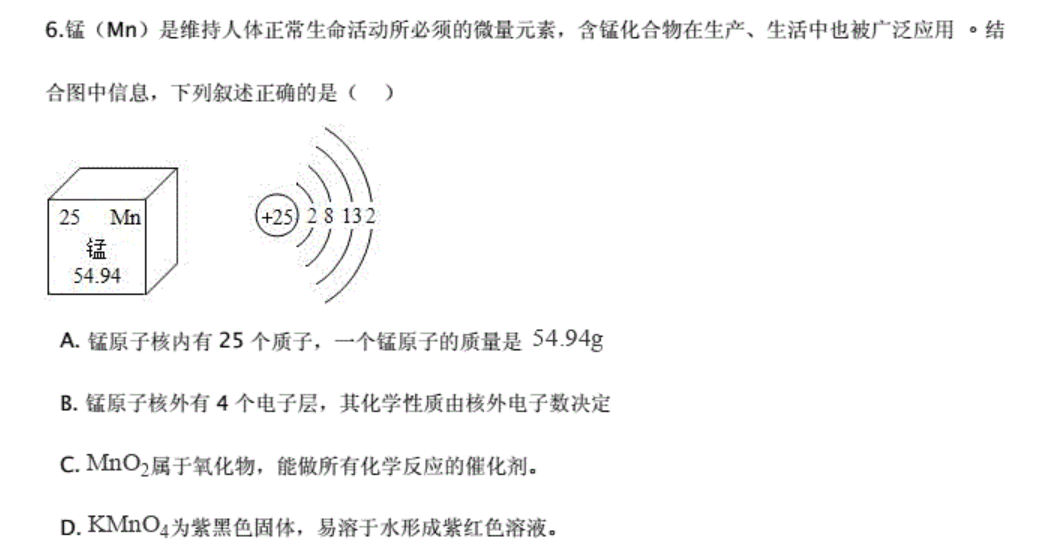 6.锰（Mn）是维持人体正常生命活动所必须的微量元素，含锰化合物在生产、生活中也被广泛应用 。结
合图中信息，下列叙述正确的是（　）
25 Mn
锰
54.94
+25 2 8 13 2
A. 锰原子核内有 25 个质子，一个锰原子的质量是 54.94g
B. 锰原子核外有 4 个电子层，其化学性质由核外电子数决定
C. MnO₂属于氧化物，能做所有化学反应的催化剂。
D. KMnO₄为紫黑色固体，易溶于水形成紫红色溶液。